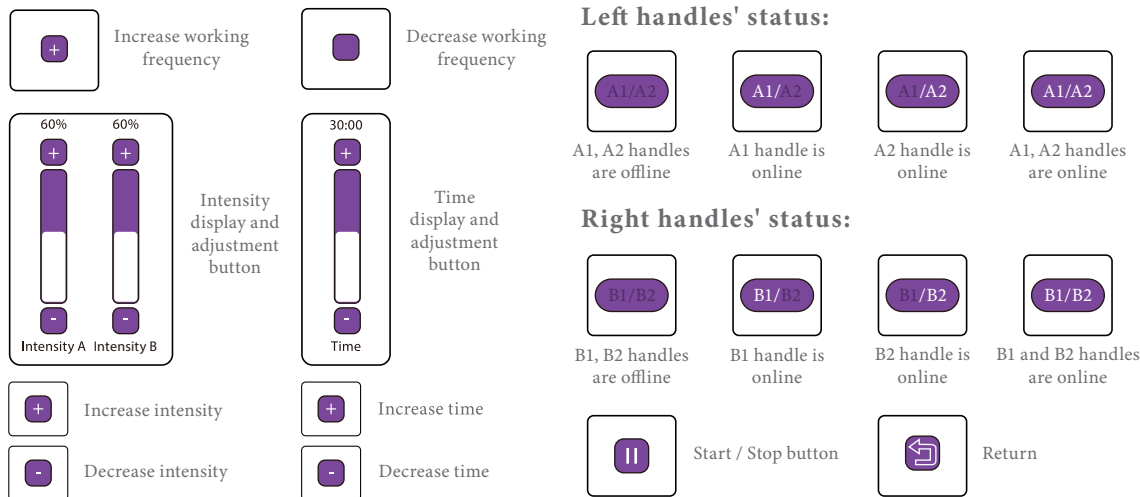 +
Increase working
frequency
Decrease working
frequency
60%
60%
+
+
-
-
Intensity A
Intensity B
Intensity
display and
adjustment
button
30:00
+
-
Time
Time
display and
adjustment
button
+
Increase intensity
-
Decrease intensity
+
Increase time
-
Decrease time
Left handles' status:
A1/A2
A1, A2 handles
are offline
A1/A2
A1 handle is
online
A1/A2
A2 handle is
online
A1/A2
A1, A2 handles
are online
Right handles' status:
B1/B2
B1, B2 handles
are offline
B1/B2
B1 handle is
online
B1/B2
B2 handle is
online
B1/B2
B1 and B2 handles
are online
Start / Stop button
Return